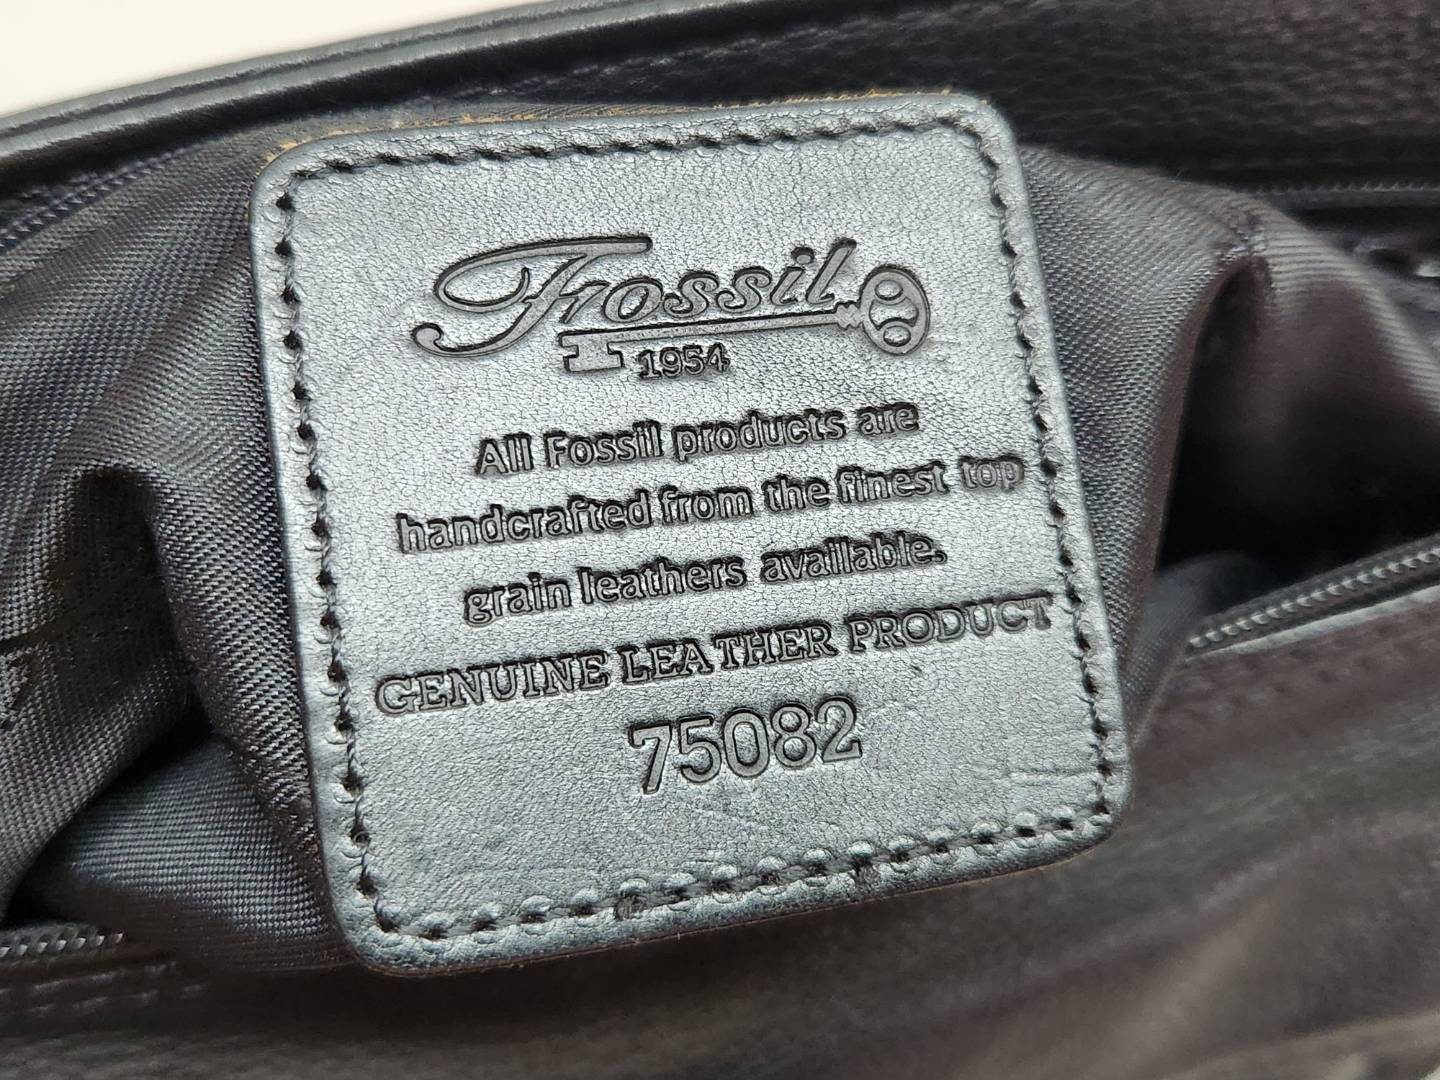 Fossil
1954
All Fossil products are
handcrafted from the finest top
grain leathers available.
GENUINE LEATHER PRODUCT
75082